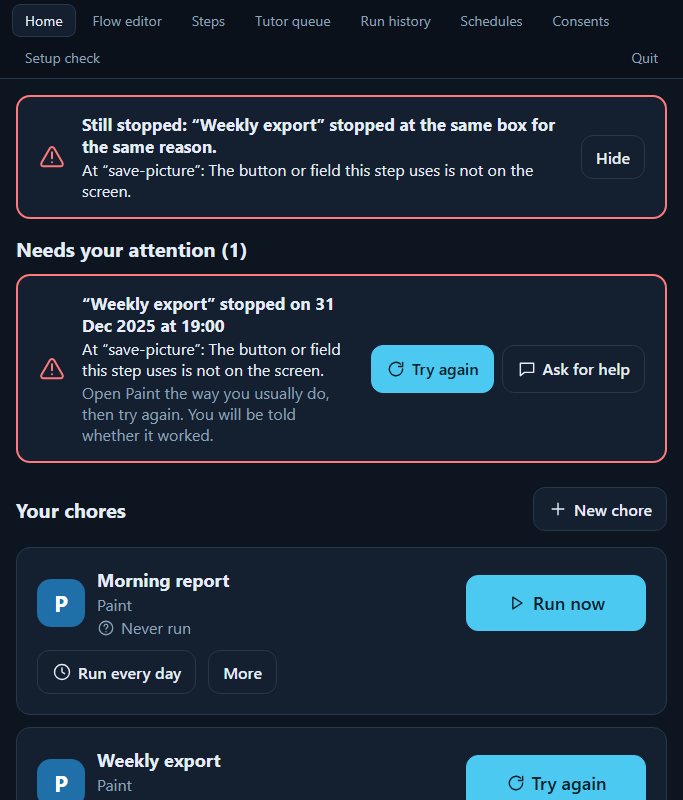 Home Flow editor Steps Tutor queue Run history Schedules Consents
Setup check Quit
Still stopped: “Weekly export” stopped at the same box for
the same reason.
At “save-picture”: The button or field this step uses is not on the
screen.
Hide
Needs your attention (1)
“Weekly export” stopped on 31
Dec 2025 at 19:00
At “save-picture”: The button or field
this step uses is not on the screen.
Open Paint the way you usually do,
then try again. You will be told
whether it worked.
Try again
Ask for help
Your chores
New chore
P
Morning report
Paint
Never run
Run now
Run every day
More
P
Weekly export
Paint
Try again